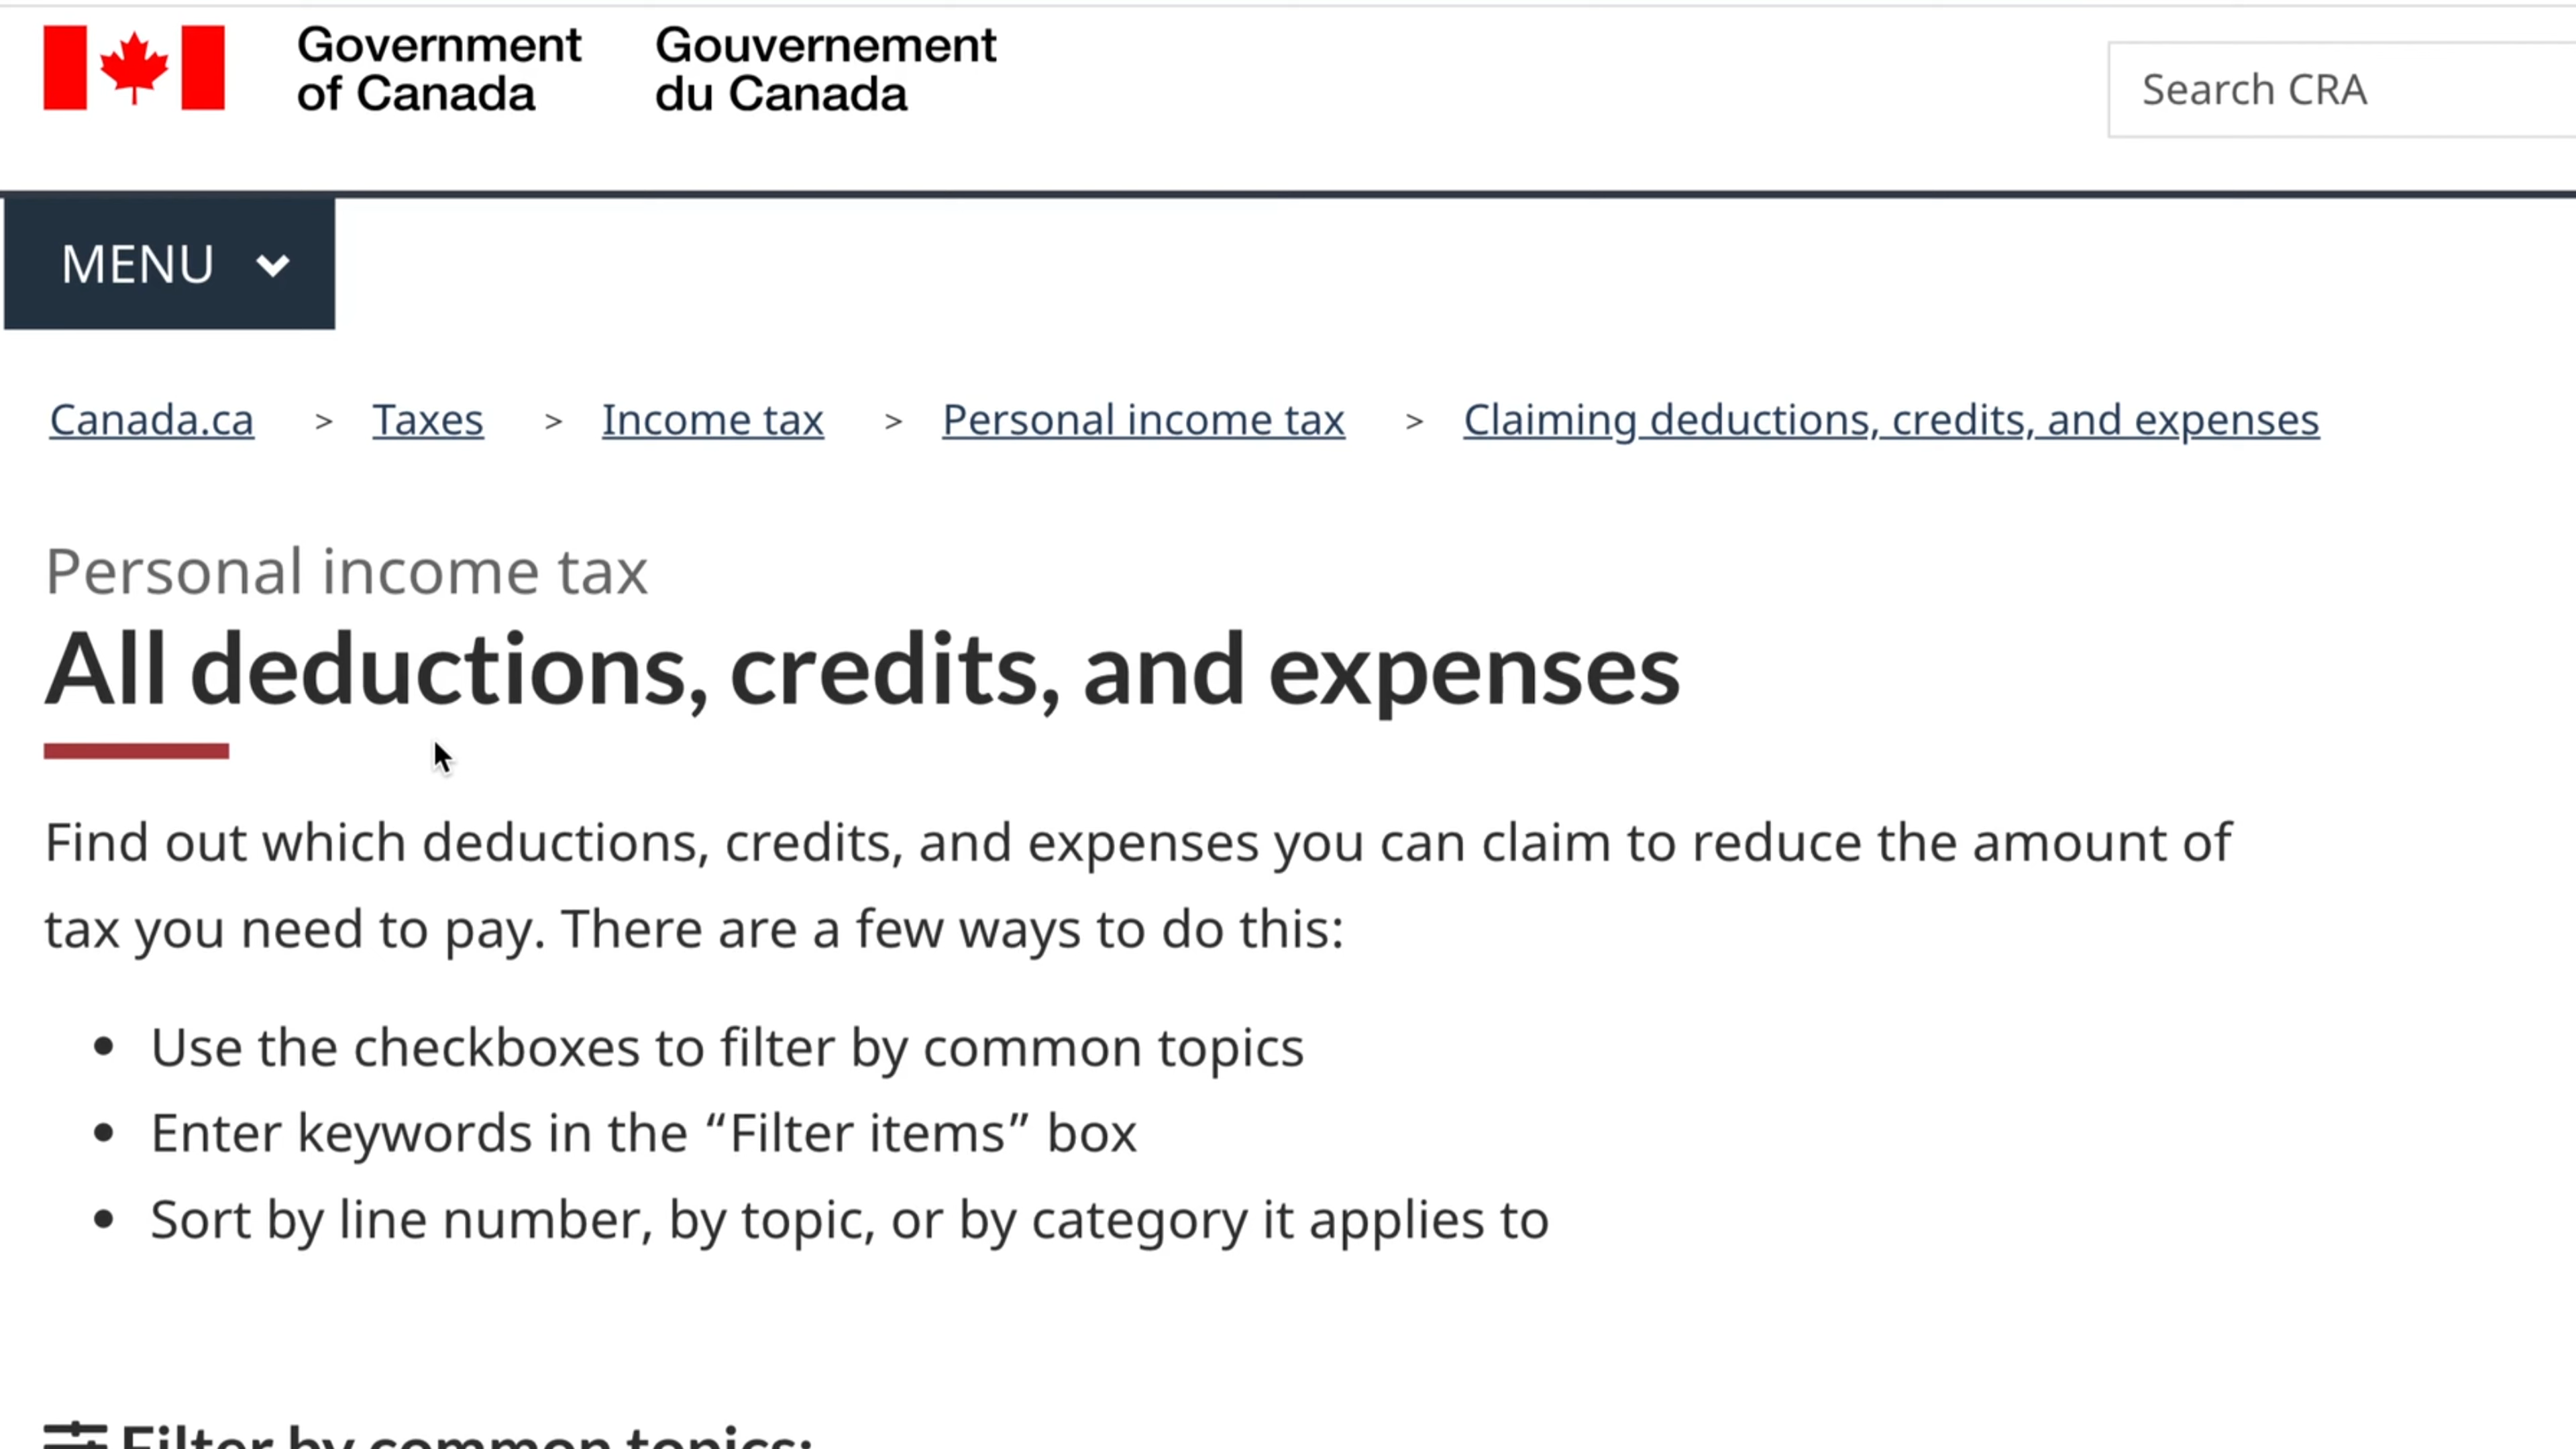 Government
of Canada
Gouvernement
du Canada
Search CRA
MENU
Canada.ca > Taxes > Income tax > Personal income tax > Claiming deductions, credits, and expenses
Personal income tax
All deductions, credits, and expenses
Find out which deductions, credits, and expenses you can claim to reduce the amount of
tax you need to pay. There are a few ways to do this:
• Use the checkboxes to filter by common topics
• Enter keywords in the “Filter items” box
• Sort by line number, by topic, or by category it applies to
Filter by common topics: